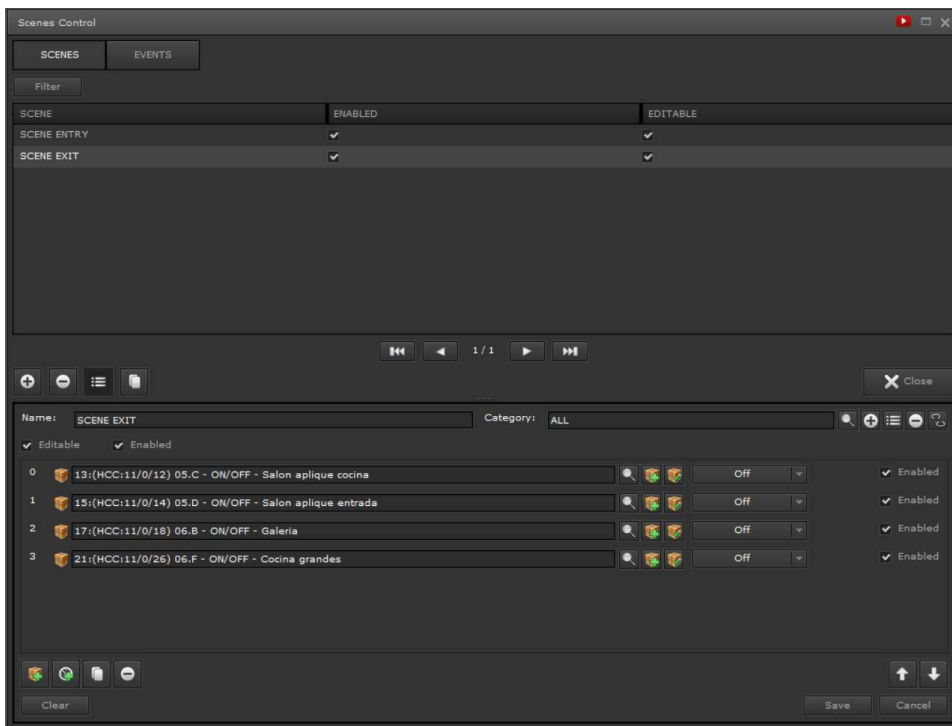 Scenes Control
SCENES EVENTS
Filter
SCENE ENABLED EDITABLE
SCENE ENTRY
SCENE EXIT
1 / 1
Close
Name: SCENE EXIT Category: ALL
Editable Enabled
0 13:(HCC:11/0/12) 05.C - ON/OFF - Salon aplique cocina Off Enabled
1 15:(HCC:11/0/14) 05.D - ON/OFF - Salon aplique entrada Off Enabled
2 17:(HCC:11/0/18) 06.B - ON/OFF - Galeria Off Enabled
3 21:(HCC:11/0/26) 06.F - ON/OFF - Cocina grandes Off Enabled
Clear Save Cancel